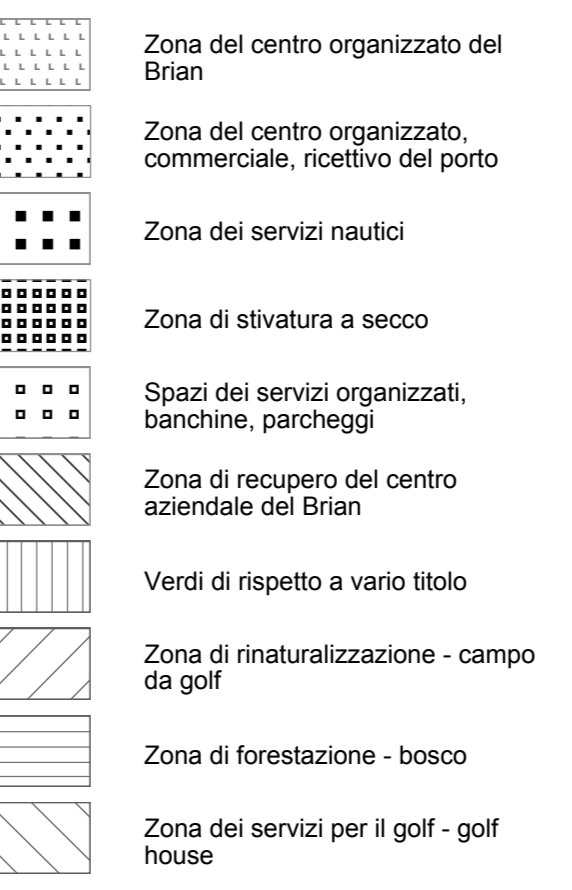 Zona del centro organizzato del
Brian
Zona del centro organizzato,
commerciale, ricettivo del porto
Zona dei servizi nautici
Zona di stivatura a secco
Spazi dei servizi organizzati,
banchine, parcheggi
Zona di recupero del centro
aziendale del Brian
Verdi di rispetto a vario titolo
Zona di rinaturalizzazione - campo
da golf
Zona di forestazione - bosco
Zona dei servizi per il golf - golf
house